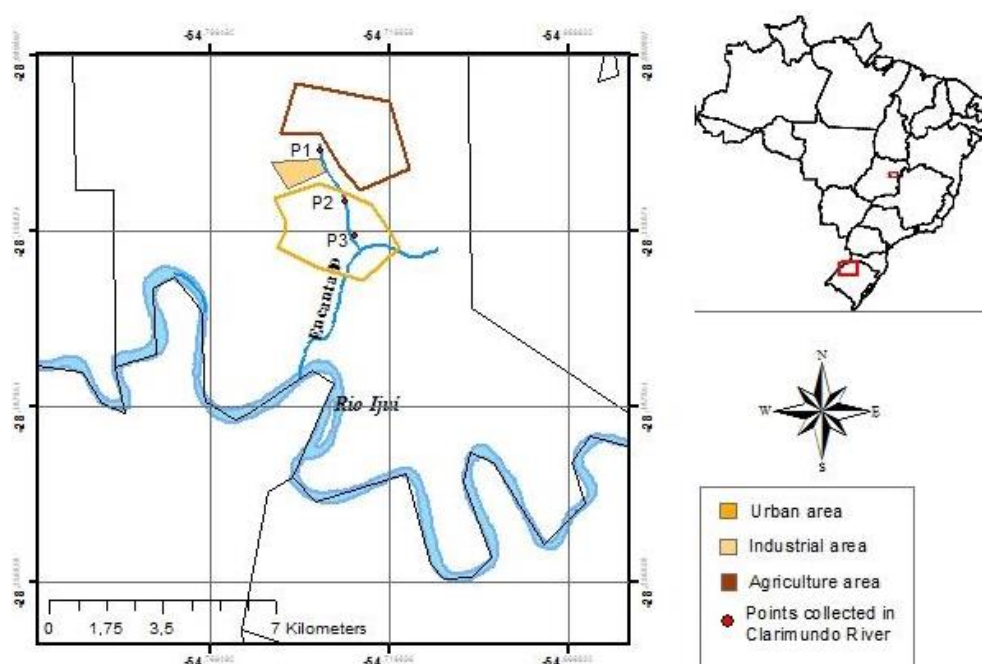 -54
-54
-54
-28
-28
P1
P2
P3
-28
-28
Encantado
Rio Ijuí
-28
-28
-28
-28
0 1,75 3,5 7 Kilometers
-54
-54
-54
N
W E
S
Urban area
Industrial area
Agriculture area
Points collected in
Clarimundo River